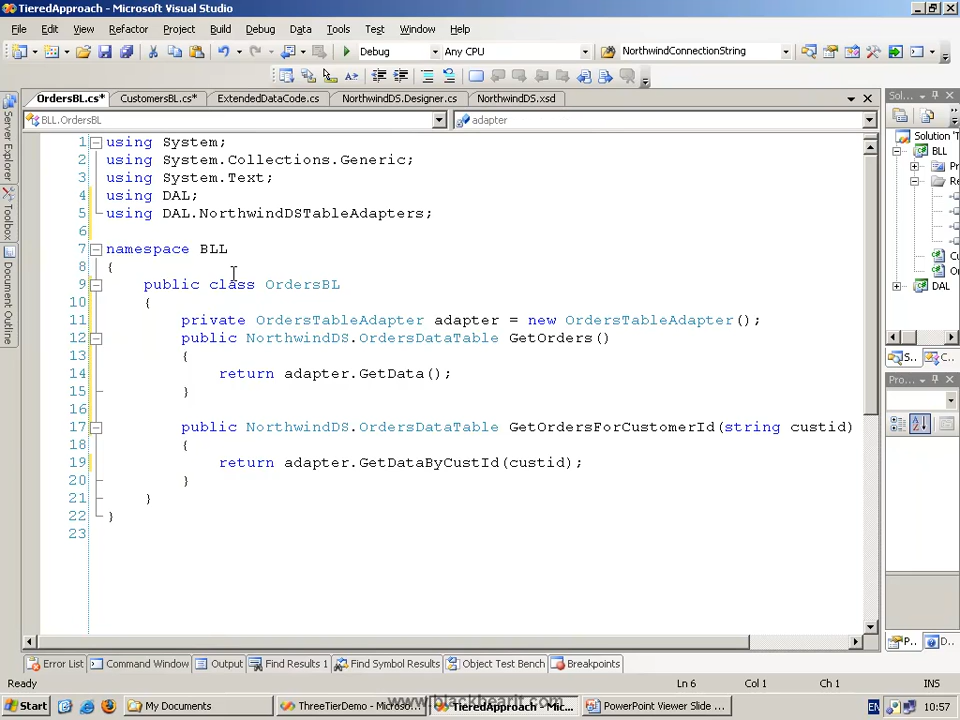 TieredApproach - Microsoft Visual Studio
File Edit View Refactor Project Build Debug Data Tools Test Window Help
Debug Any CPU NorthwindConnectionString
OrdersBL.cs* CustomersBL.cs* ExtendedDataCode.cs NorthwindDS.Designer.cs NorthwindDS.xsd
BLL.OrdersBL adapter
1 using System;
2 using System.Collections.Generic;
3 using System.Text;
4 using DAL;
5 using DAL.NorthwindDSTableAdapters;
6
7 namespace BLL
8 {
9 public class OrdersBL
10 {
11 private OrdersTableAdapter adapter = new OrdersTableAdapter();
12 public NorthwindDS.OrdersDataTable GetOrders()
13 {
14 return adapter.GetData();
15 }
16
17 public NorthwindDS.OrdersDataTable GetOrdersForCustomerId(string custid)
18 {
19 return adapter.GetDataByCustId(custid);
20 }
21 }
22 }
23
Server Explorer
Toolbox
Document Outline
Sol...
Solution 'T
BLL
Pr
Re
Cu
Or
DAL
S... C
Pro...
P.. D
Error List Command Window Output Find Results 1 Find Symbol Results Object Test Bench Breakpoints
Ready Ln 6 Col 1 Ch 1 INS
Start My Documents ThreeTierDemo - Microsof... TieredApproach - Mic... PowerPoint Viewer Slide ... EN 10:57
www.blackbearit.com